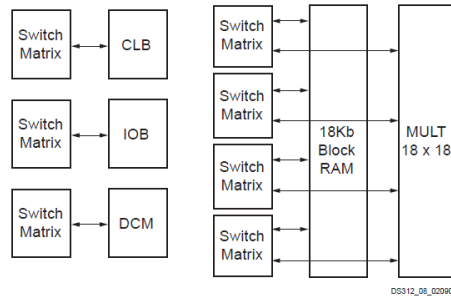 Switch
Matrix
CLB
Switch
Matrix
IOB
Switch
Matrix
DCM
Switch
Matrix
Switch
Matrix
Switch
Matrix
Switch
Matrix
18Kb
Block
RAM
MULT
18 x 18
DS312_08_02090